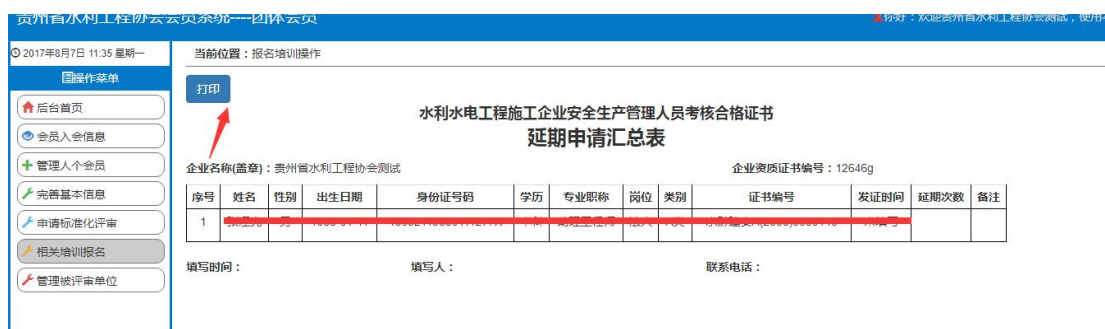 贵州省水利工程协会会员系统----团体会员
你好：欢迎贵州省水利工程协会测试，使用
2017年8月7日 11:35 星期一
当前位置：报名培训操作
操作菜单
后台首页
会员入会信息
管理人个会员
完善基本信息
申请标准化评审
相关培训报名
管理被评审单位
打印
水利水电工程施工企业安全生产管理人员考核合格证书
延期申请汇总表
企业名称(盖章)：贵州省水利工程协会测试 企业资质证书编号：12646g
序号 姓名 性别 出生日期 身份证号码 学历 专业职称 岗位 类别 证书编号 发证时间 延期次数 备注
1
填写时间： 填写人： 联系电话：